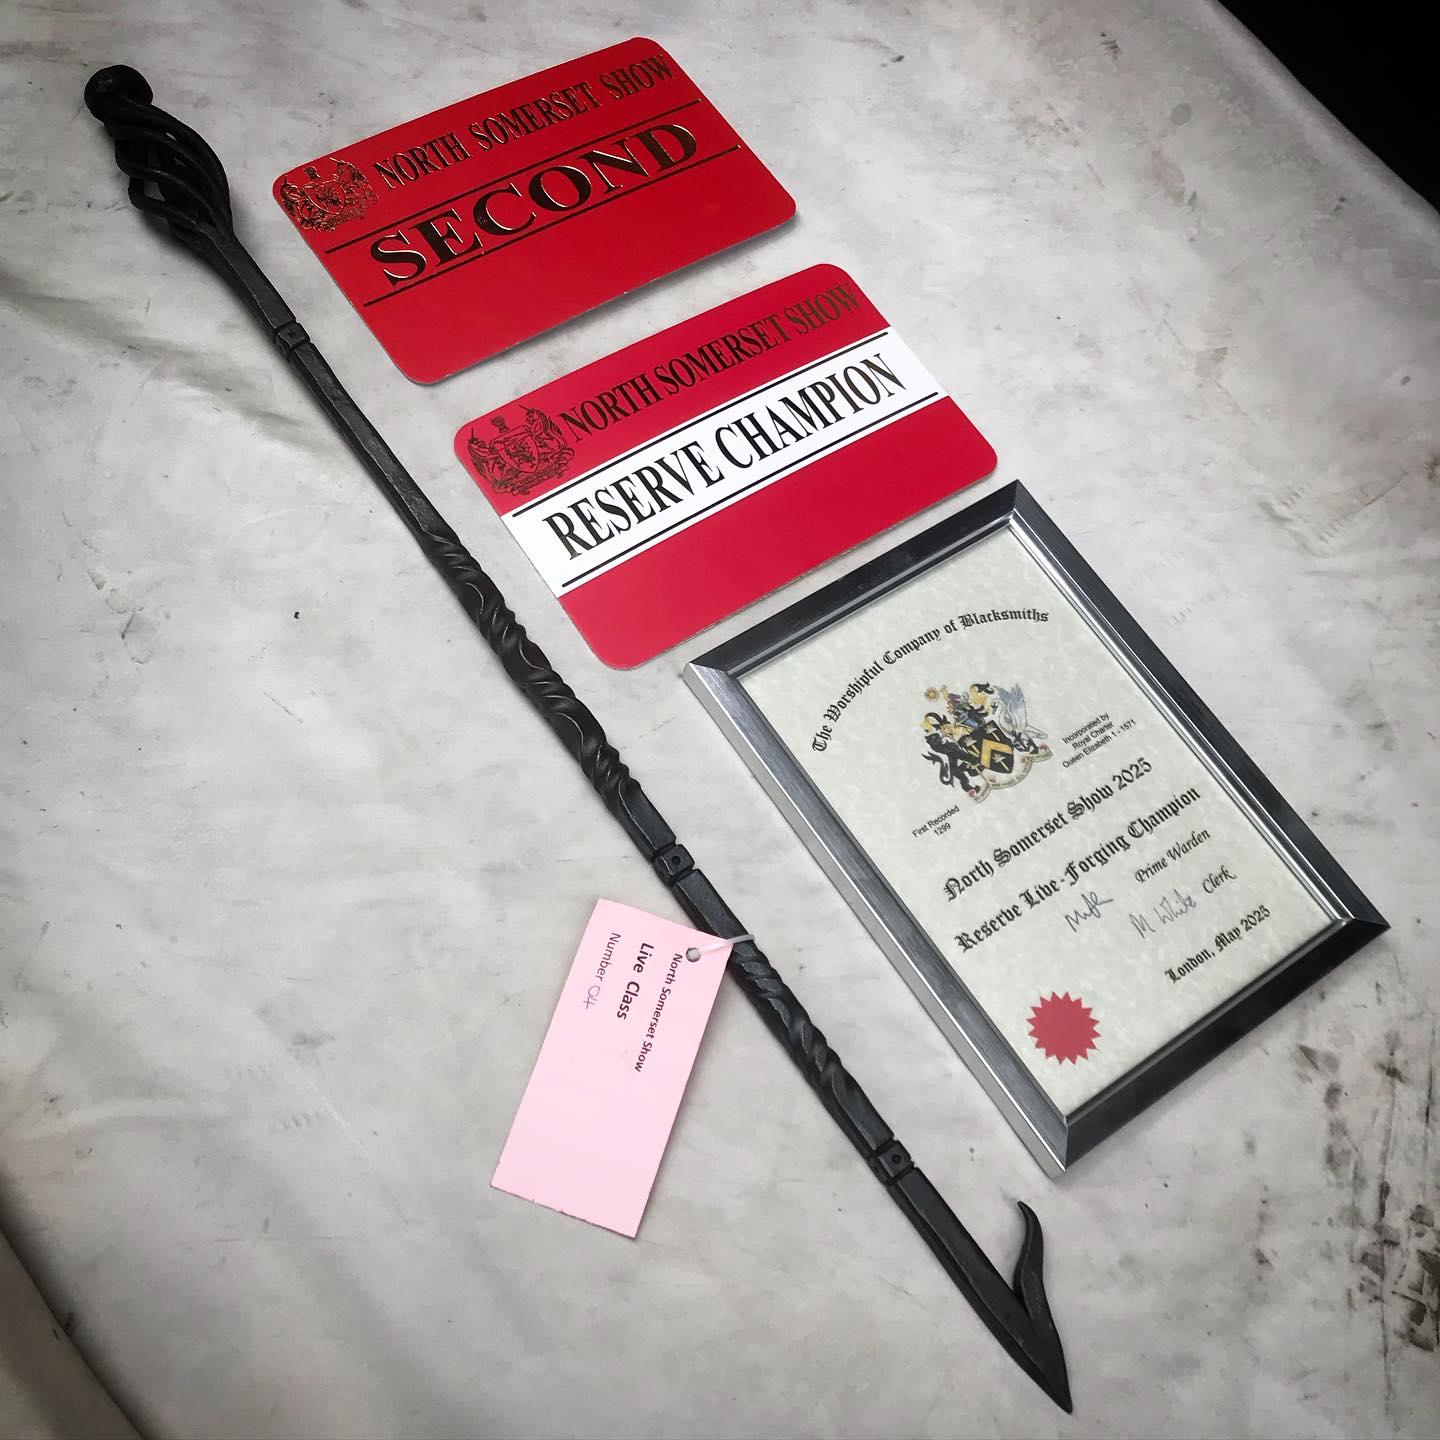 NORTH SOMERSET SHOW
SECOND
NORTH SOMERSET SHOW
RESERVE CHAMPION
The Worshipful Company of Blacksmiths
Incorporated by
Royal Charter
Queen Elizabeth 1 - 1571
First Recorded
1299
North Somerset Show 2025
Reserve Live-Forging Champion
Prime Warden
M White Clerk
London, May 2025
North Somerset Show
Live Class
Number 04